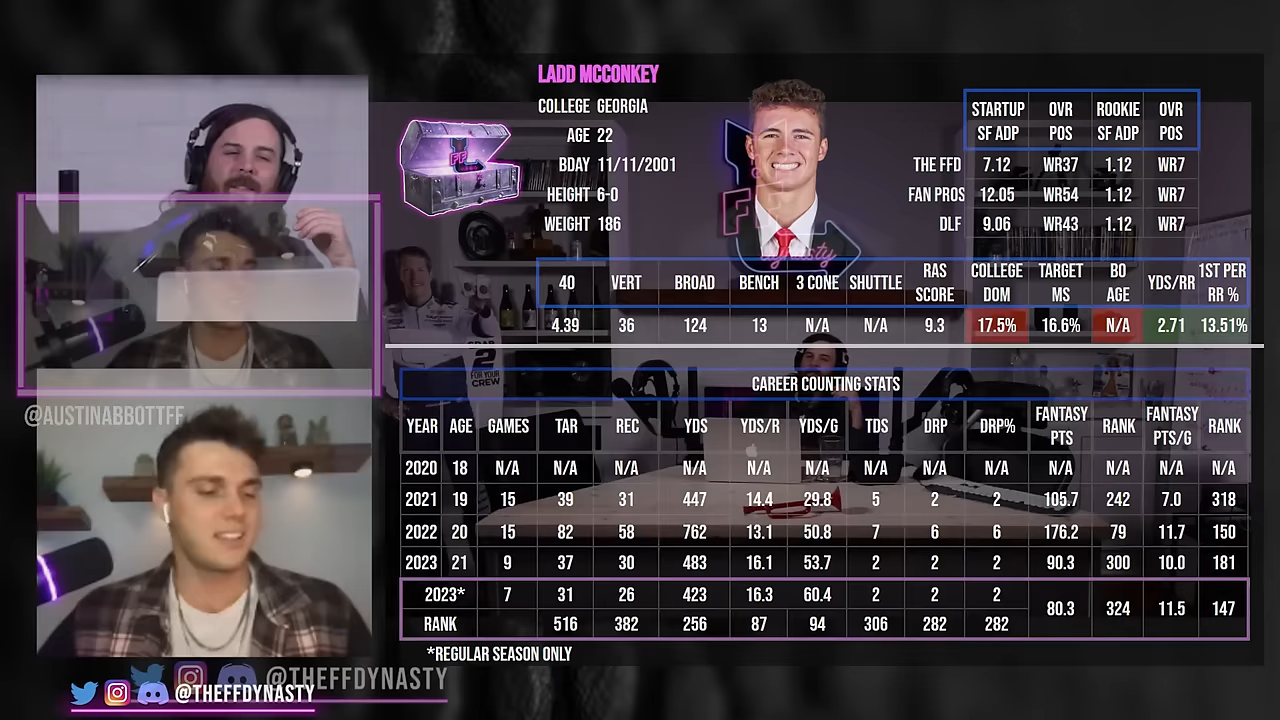 LADD MCCONKEY
COLLEGE GEORGIA
AGE 22
BDAY 11/11/2001
HEIGHT 6-0
WEIGHT 186
STARTUP SF ADP OVR POS ROOKIE SF ADP OVR POS
THE FFD 7.12 WR37 1.12 WR7
FAN PROS 12.05 WR54 1.12 WR7
DLF 9.06 WR43 1.12 WR7
40 VERT BROAD BENCH 3 CONE SHUTTLE RAS SCORE COLLEGE DOM TARGET MS BO AGE YDS/RR 1ST PER RR %
4.39 36 124 13 N/A N/A 9.3 17.5% 16.6% N/A 2.71 13.51%
CAREER COUNTING STATS
YEAR AGE GAMES TAR REC YDS YDS/R YDS/G TDS DRP DRP% FANTASY PTS RANK FANTASY PTS/G RANK
2020 18 N/A N/A N/A N/A N/A N/A N/A N/A N/A N/A N/A N/A N/A
2021 19 15 39 31 447 14.4 29.8 5 2 2 105.7 242 7.0 318
2022 20 15 82 58 762 13.1 50.8 7 6 6 176.2 79 11.7 150
2023 21 9 37 30 483 16.1 53.7 2 2 2 90.3 300 10.0 181
2023* 7 31 26 423 16.3 60.4 2 2 2 80.3 324 11.5 147
RANK 516 382 256 87 94 306 282 282
*REGULAR SEASON ONLY
@AUSTINABBOTTFF
@THEFFDYNASTY
@THEFFDYNASTY
2
FOR YOUR
CREW
dynasty